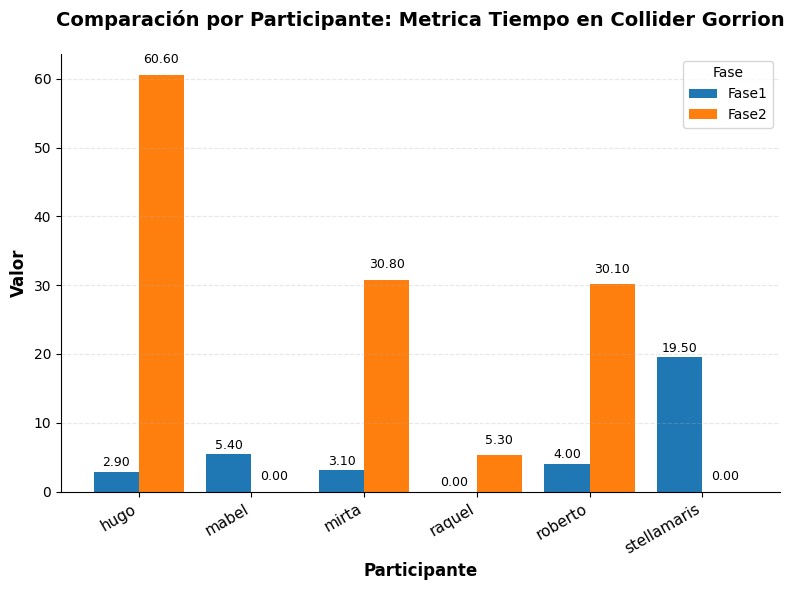 Comparación por Participante: Metrica Tiempo en Collider Gorrion
Fase
Fase1
Fase2
Valor
60
50
40
30
20
10
0
2.90
60.60
5.40
0.00
3.10
30.80
0.00
5.30
4.00
30.10
19.50
0.00
hugo
mabel
mirta
raquel
roberto
stellamaris
Participante